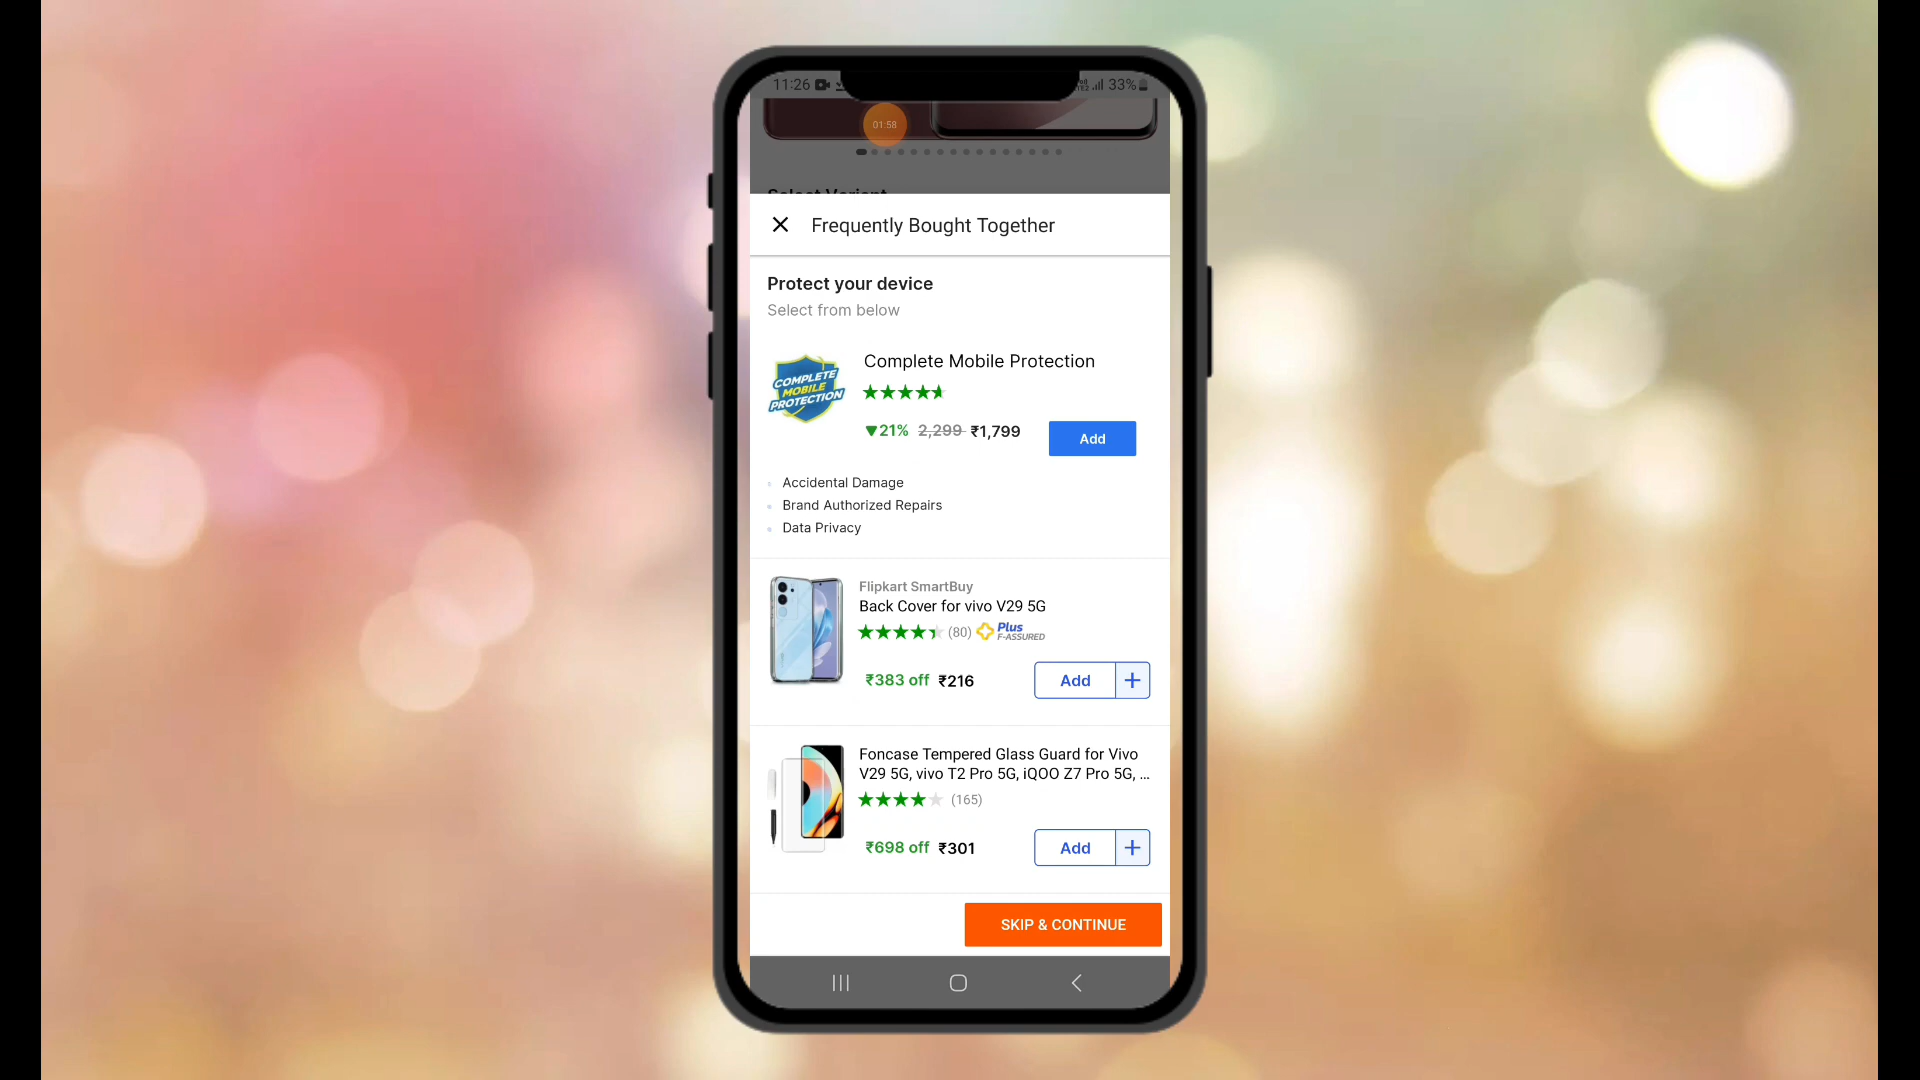 11:26
33%
01:58
Select Variant
Frequently Bought Together
Protect your device
Select from below
COMPLETE
MOBILE
PROTECTION
Complete Mobile Protection
21% 2,299 ₹1,799
Add
Accidental Damage
Brand Authorized Repairs
Data Privacy
Flipkart SmartBuy
Back Cover for vivo V29 5G
(80) Plus
F-ASSURED
₹383 off ₹216
Add +
Foncase Tempered Glass Guard for Vivo
V29 5G, vivo T2 Pro 5G, iQOO Z7 Pro 5G, ...
(165)
₹698 off ₹301
Add +
SKIP & CONTINUE